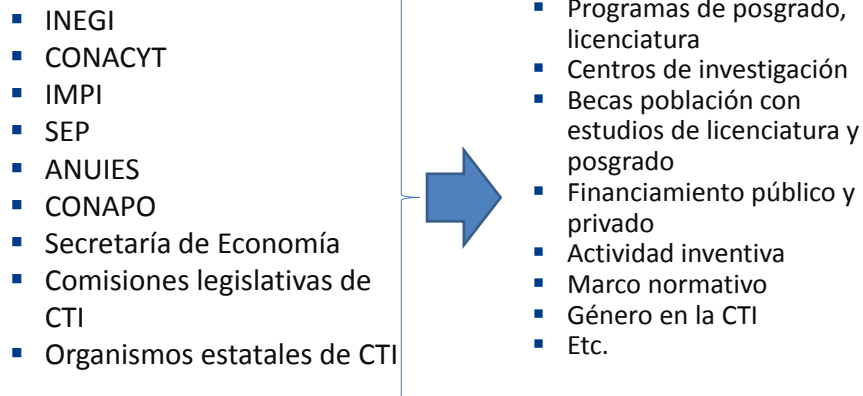 INEGI
CONACYT
IMPI
SEP
ANUIES
CONAPO
Secretaría de Economía
Comisiones legislativas de
CTI
Organismos estatales de CTI
Programas de posgrado,
licenciatura
Centros de investigación
Becas población con
estudios de licenciatura y
posgrado
Financiamiento público y
privado
Actividad inventiva
Marco normativo
Género en la CTI
Etc.